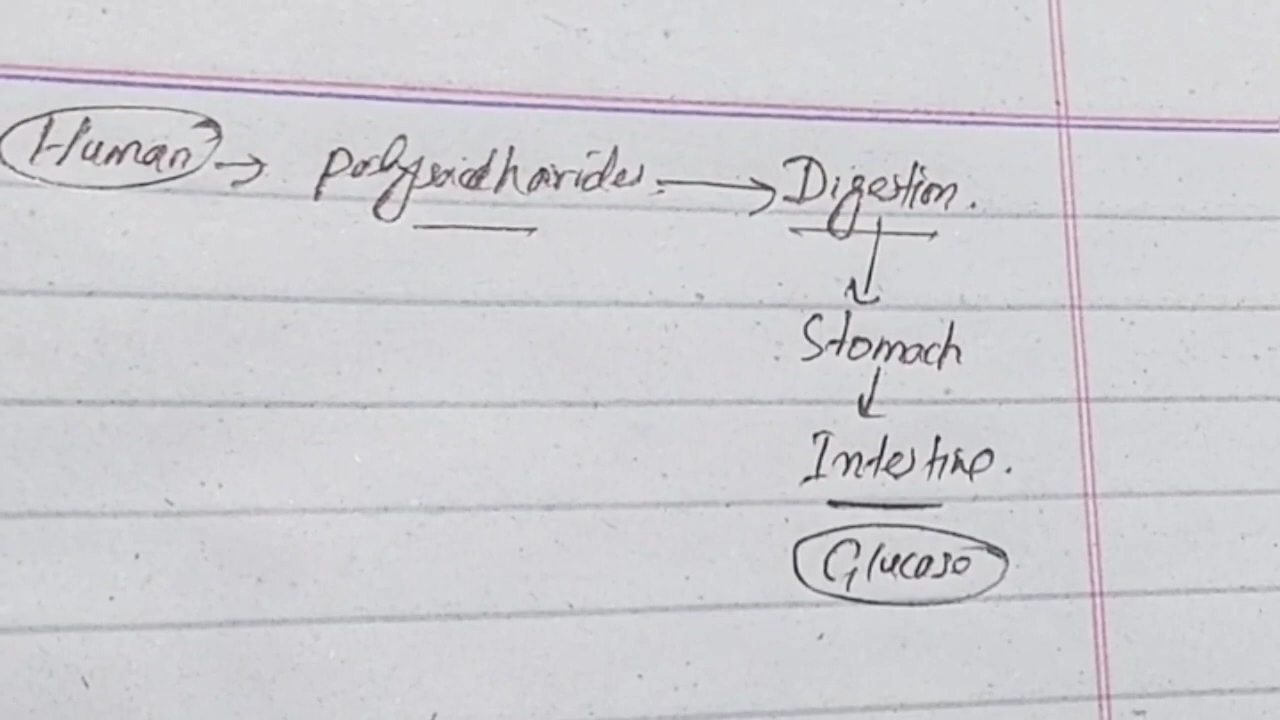 Human → polysaccharides. → Digestion.
↓
Stomach
↓
Intestine.
Glucose